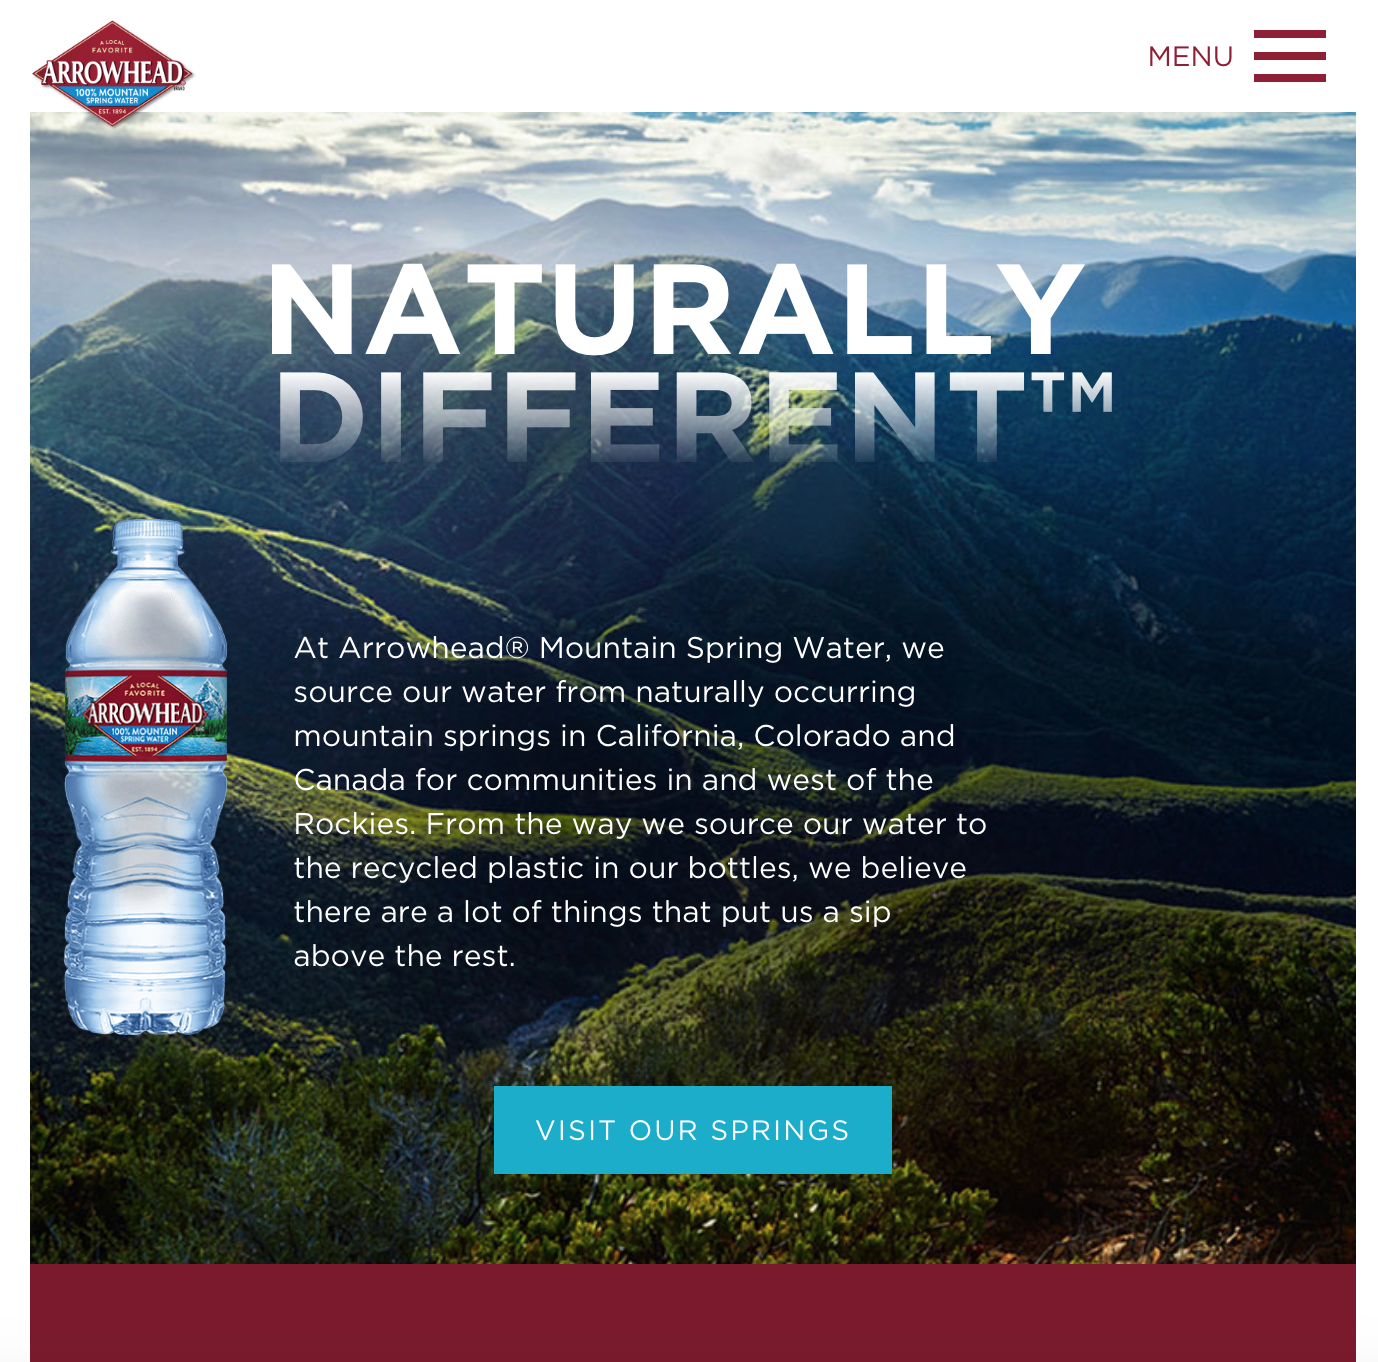 A LOCAL
FAVORITE
ARROWHEAD
BRAND
100% MOUNTAIN
SPRING WATER
EST. 1894
MENU
NATURALLY
DIFFERENT™
At Arrowhead® Mountain Spring Water, we
source our water from naturally occurring
mountain springs in California, Colorado and
Canada for communities in and west of the
Rockies. From the way we source our water to
the recycled plastic in our bottles, we believe
there are a lot of things that put us a sip
above the rest.
A LOCAL
FAVORITE
ARROWHEAD
100% MOUNTAIN
SPRING WATER
EST. 1894
VISIT OUR SPRINGS